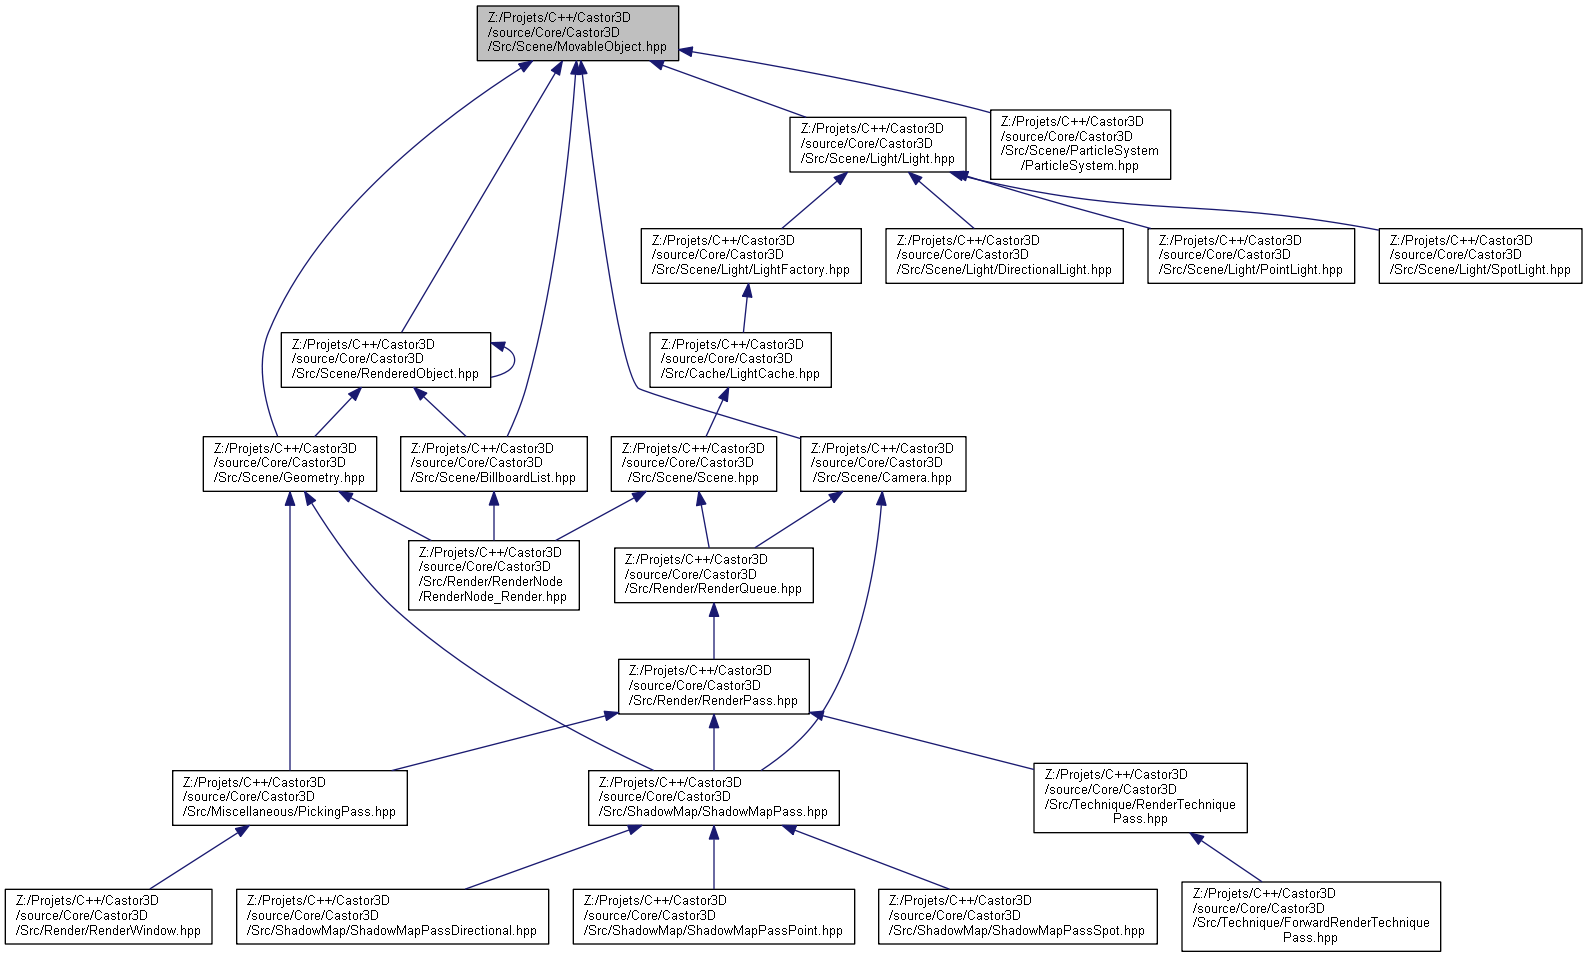 Z:/Projets/C++/Castor3D
/source/Core/Castor3D
/Src/Scene/MovableObject.hpp
Z:/Projets/C++/Castor3D
/source/Core/Castor3D
/Src/Scene/ParticleSystem
/ParticleSystem.hpp
Z:/Projets/C++/Castor3D
/source/Core/Castor3D
/Src/Scene/Light/Light.hpp
Z:/Projets/C++/Castor3D
/source/Core/Castor3D
/Src/Scene/Light/LightFactory.hpp
Z:/Projets/C++/Castor3D
/source/Core/Castor3D
/Src/Scene/Light/DirectionalLight.hpp
Z:/Projets/C++/Castor3D
/source/Core/Castor3D
/Src/Scene/Light/PointLight.hpp
Z:/Projets/C++/Castor3D
/source/Core/Castor3D
/Src/Scene/Light/SpotLight.hpp
Z:/Projets/C++/Castor3D
/source/Core/Castor3D
/Src/Scene/RenderedObject.hpp
Z:/Projets/C++/Castor3D
/source/Core/Castor3D
/Src/Cache/LightCache.hpp
Z:/Projets/C++/Castor3D
/source/Core/Castor3D
/Src/Scene/Geometry.hpp
Z:/Projets/C++/Castor3D
/source/Core/Castor3D
/Src/Scene/BillboardList.hpp
Z:/Projets/C++/Castor3D
/source/Core/Castor3D
/Src/Scene/Scene.hpp
Z:/Projets/C++/Castor3D
/source/Core/Castor3D
/Src/Scene/Camera.hpp
Z:/Projets/C++/Castor3D
/source/Core/Castor3D
/Src/Render/RenderNode
/RenderNode_Render.hpp
Z:/Projets/C++/Castor3D
/source/Core/Castor3D
/Src/Render/RenderQueue.hpp
Z:/Projets/C++/Castor3D
/source/Core/Castor3D
/Src/Render/RenderPass.hpp
Z:/Projets/C++/Castor3D
/source/Core/Castor3D
/Src/Miscellaneous/PickingPass.hpp
Z:/Projets/C++/Castor3D
/source/Core/Castor3D
/Src/ShadowMap/ShadowMapPass.hpp
Z:/Projets/C++/Castor3D
/source/Core/Castor3D
/Src/Technique/RenderTechnique
Pass.hpp
Z:/Projets/C++/Castor3D
/source/Core/Castor3D
/Src/Render/RenderWindow.hpp
Z:/Projets/C++/Castor3D
/source/Core/Castor3D
/Src/ShadowMap/ShadowMapPassDirectional.hpp
Z:/Projets/C++/Castor3D
/source/Core/Castor3D
/Src/ShadowMap/ShadowMapPassPoint.hpp
Z:/Projets/C++/Castor3D
/source/Core/Castor3D
/Src/ShadowMap/ShadowMapPassSpot.hpp
Z:/Projets/C++/Castor3D
/source/Core/Castor3D
/Src/Technique/ForwardRenderTechnique
Pass.hpp